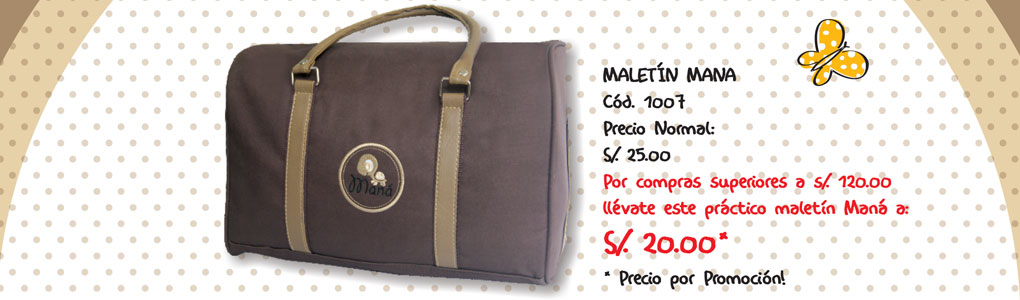 Maná
MALETÍN MANA
Cód. 1007
Precio Normal:
S/. 25.00
Por compras superiores a s/. 120.00
llévate este práctico maletín Maná a:
S/. 20.00*
* Precio por Promoción!